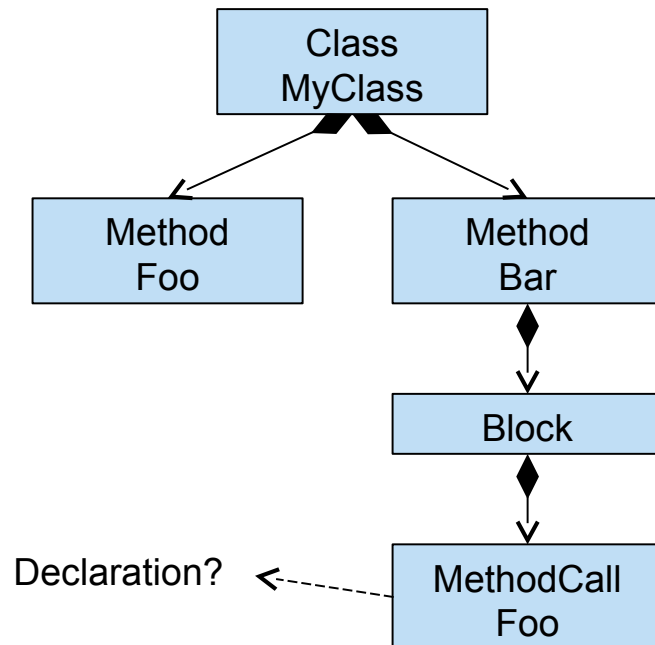 Class
MyClass
Method
Foo
Method
Bar
Block
Declaration?
MethodCall
Foo